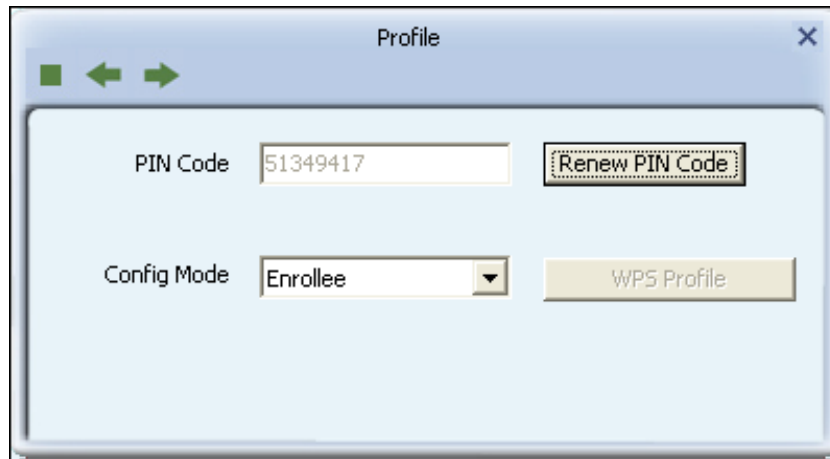 Profile
PIN Code 51349417 Renew PIN Code
Config Mode Enrollee WPS Profile